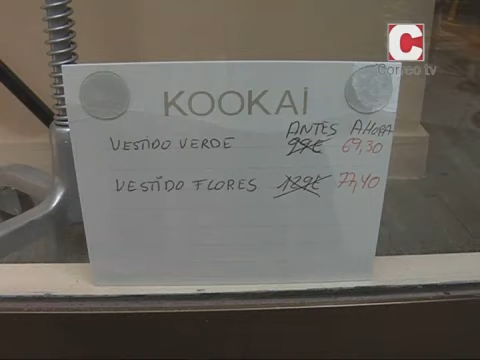 C
Correo tv
KOOKAÏ
ANTES AHORA
VESTIDO VERDE 99€ 69,30
VESTIDO FLORES 129€ 77,40